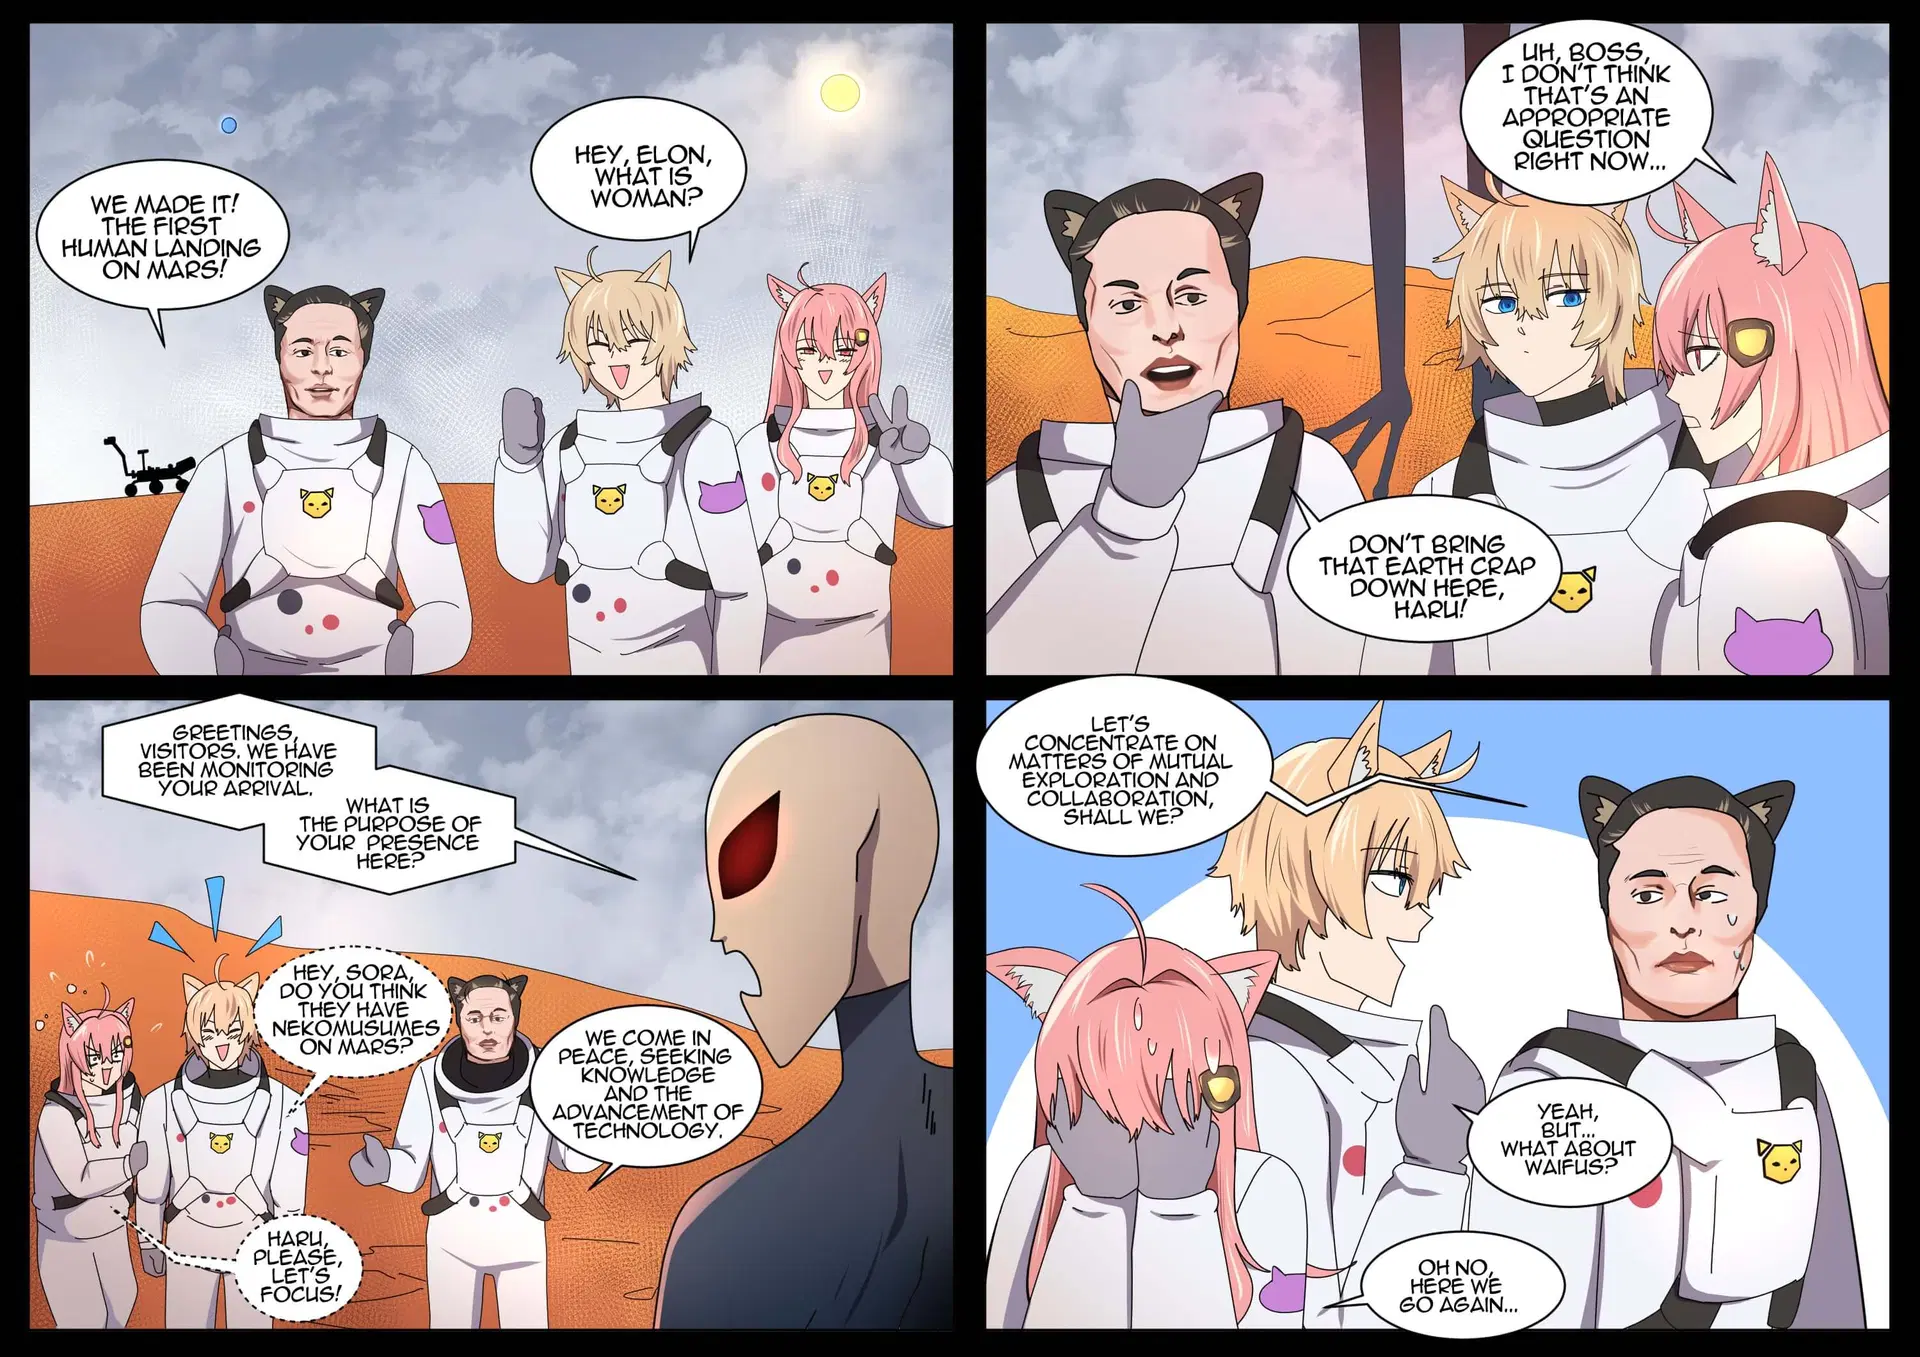 WE MADE IT!
THE FIRST
HUMAN LANDING
ON MARS!
HEY, ELON,
WHAT IS
WOMAN?
UH, BOSS,
I DON'T THINK
THAT'S AN
APPROPRIATE
QUESTION
RIGHT NOW...
DON'T BRING
THAT EARTH CRAP
DOWN HERE,
HARU!
GREETINGS,
VISITORS. WE HAVE
BEEN MONITORING
YOUR ARRIVAL.
WHAT IS
THE PURPOSE OF
YOUR PRESENCE
HERE?
HEY, SORA,
DO YOU THINK
THEY HAVE
NEKOMUSUMES
ON MARS?
WE COME IN
PEACE, SEEKING
KNOWLEDGE
AND THE
ADVANCEMENT OF
TECHNOLOGY.
HARU,
PLEASE,
LET'S
FOCUS!
LET'S
CONCENTRATE ON
MATTERS OF MUTUAL
EXPLORATION AND
COLLABORATION,
SHALL WE?
YEAH,
BUT...
WHAT ABOUT
WAIFUS?
OH NO,
HERE WE
GO AGAIN...